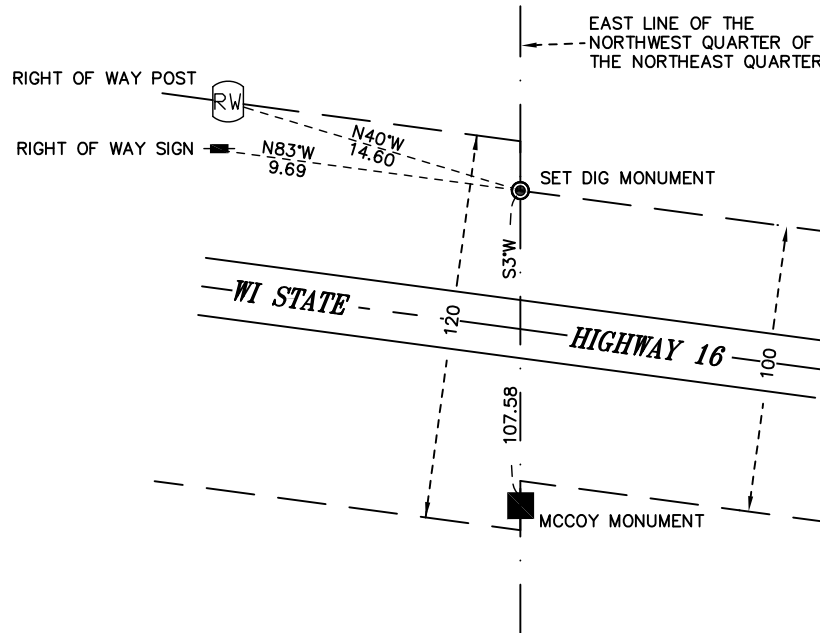 EAST LINE OF THE
NORTHWEST QUARTER OF
THE NORTHEAST QUARTER
RIGHT OF WAY POST
RW
RIGHT OF WAY SIGN
N40°W
14.60
N83°W
9.69
SET DIG MONUMENT
S3°W
WI STATE
HIGHWAY 16
120
100
107.58
MCCOY MONUMENT